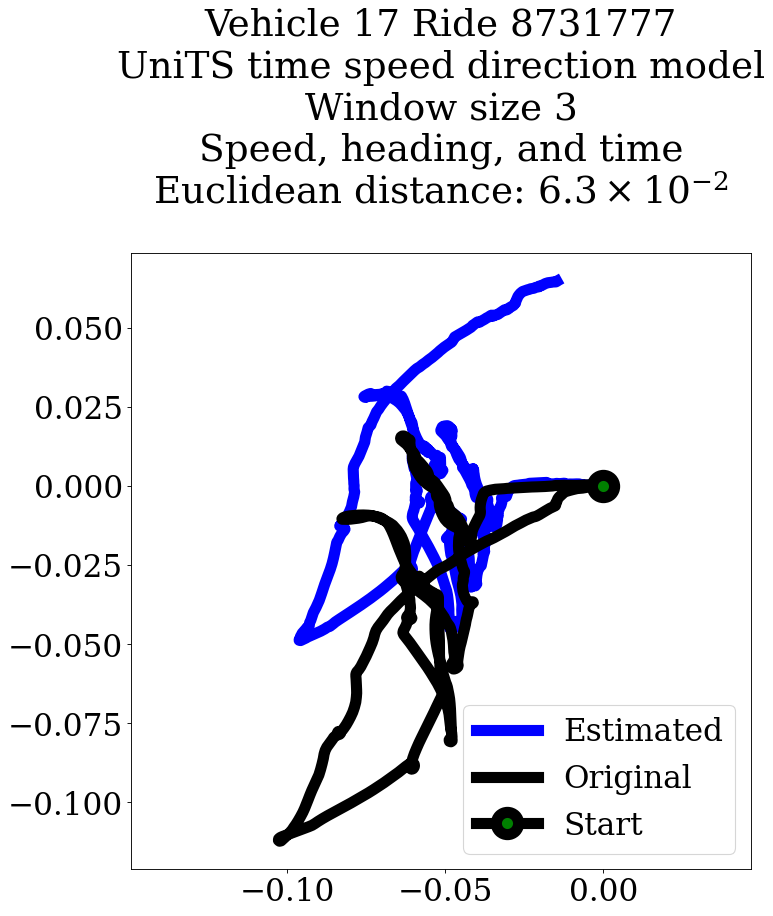 Vehicle 17 Ride 8731777
UniTS time speed direction model
Window size 3
Speed, heading, and time
Euclidean distance: 6.3 × 10⁻²
0.050
0.025
0.000
−0.025
−0.050
−0.075
−0.100
Estimated
Original
Start
−0.10
−0.05
0.00